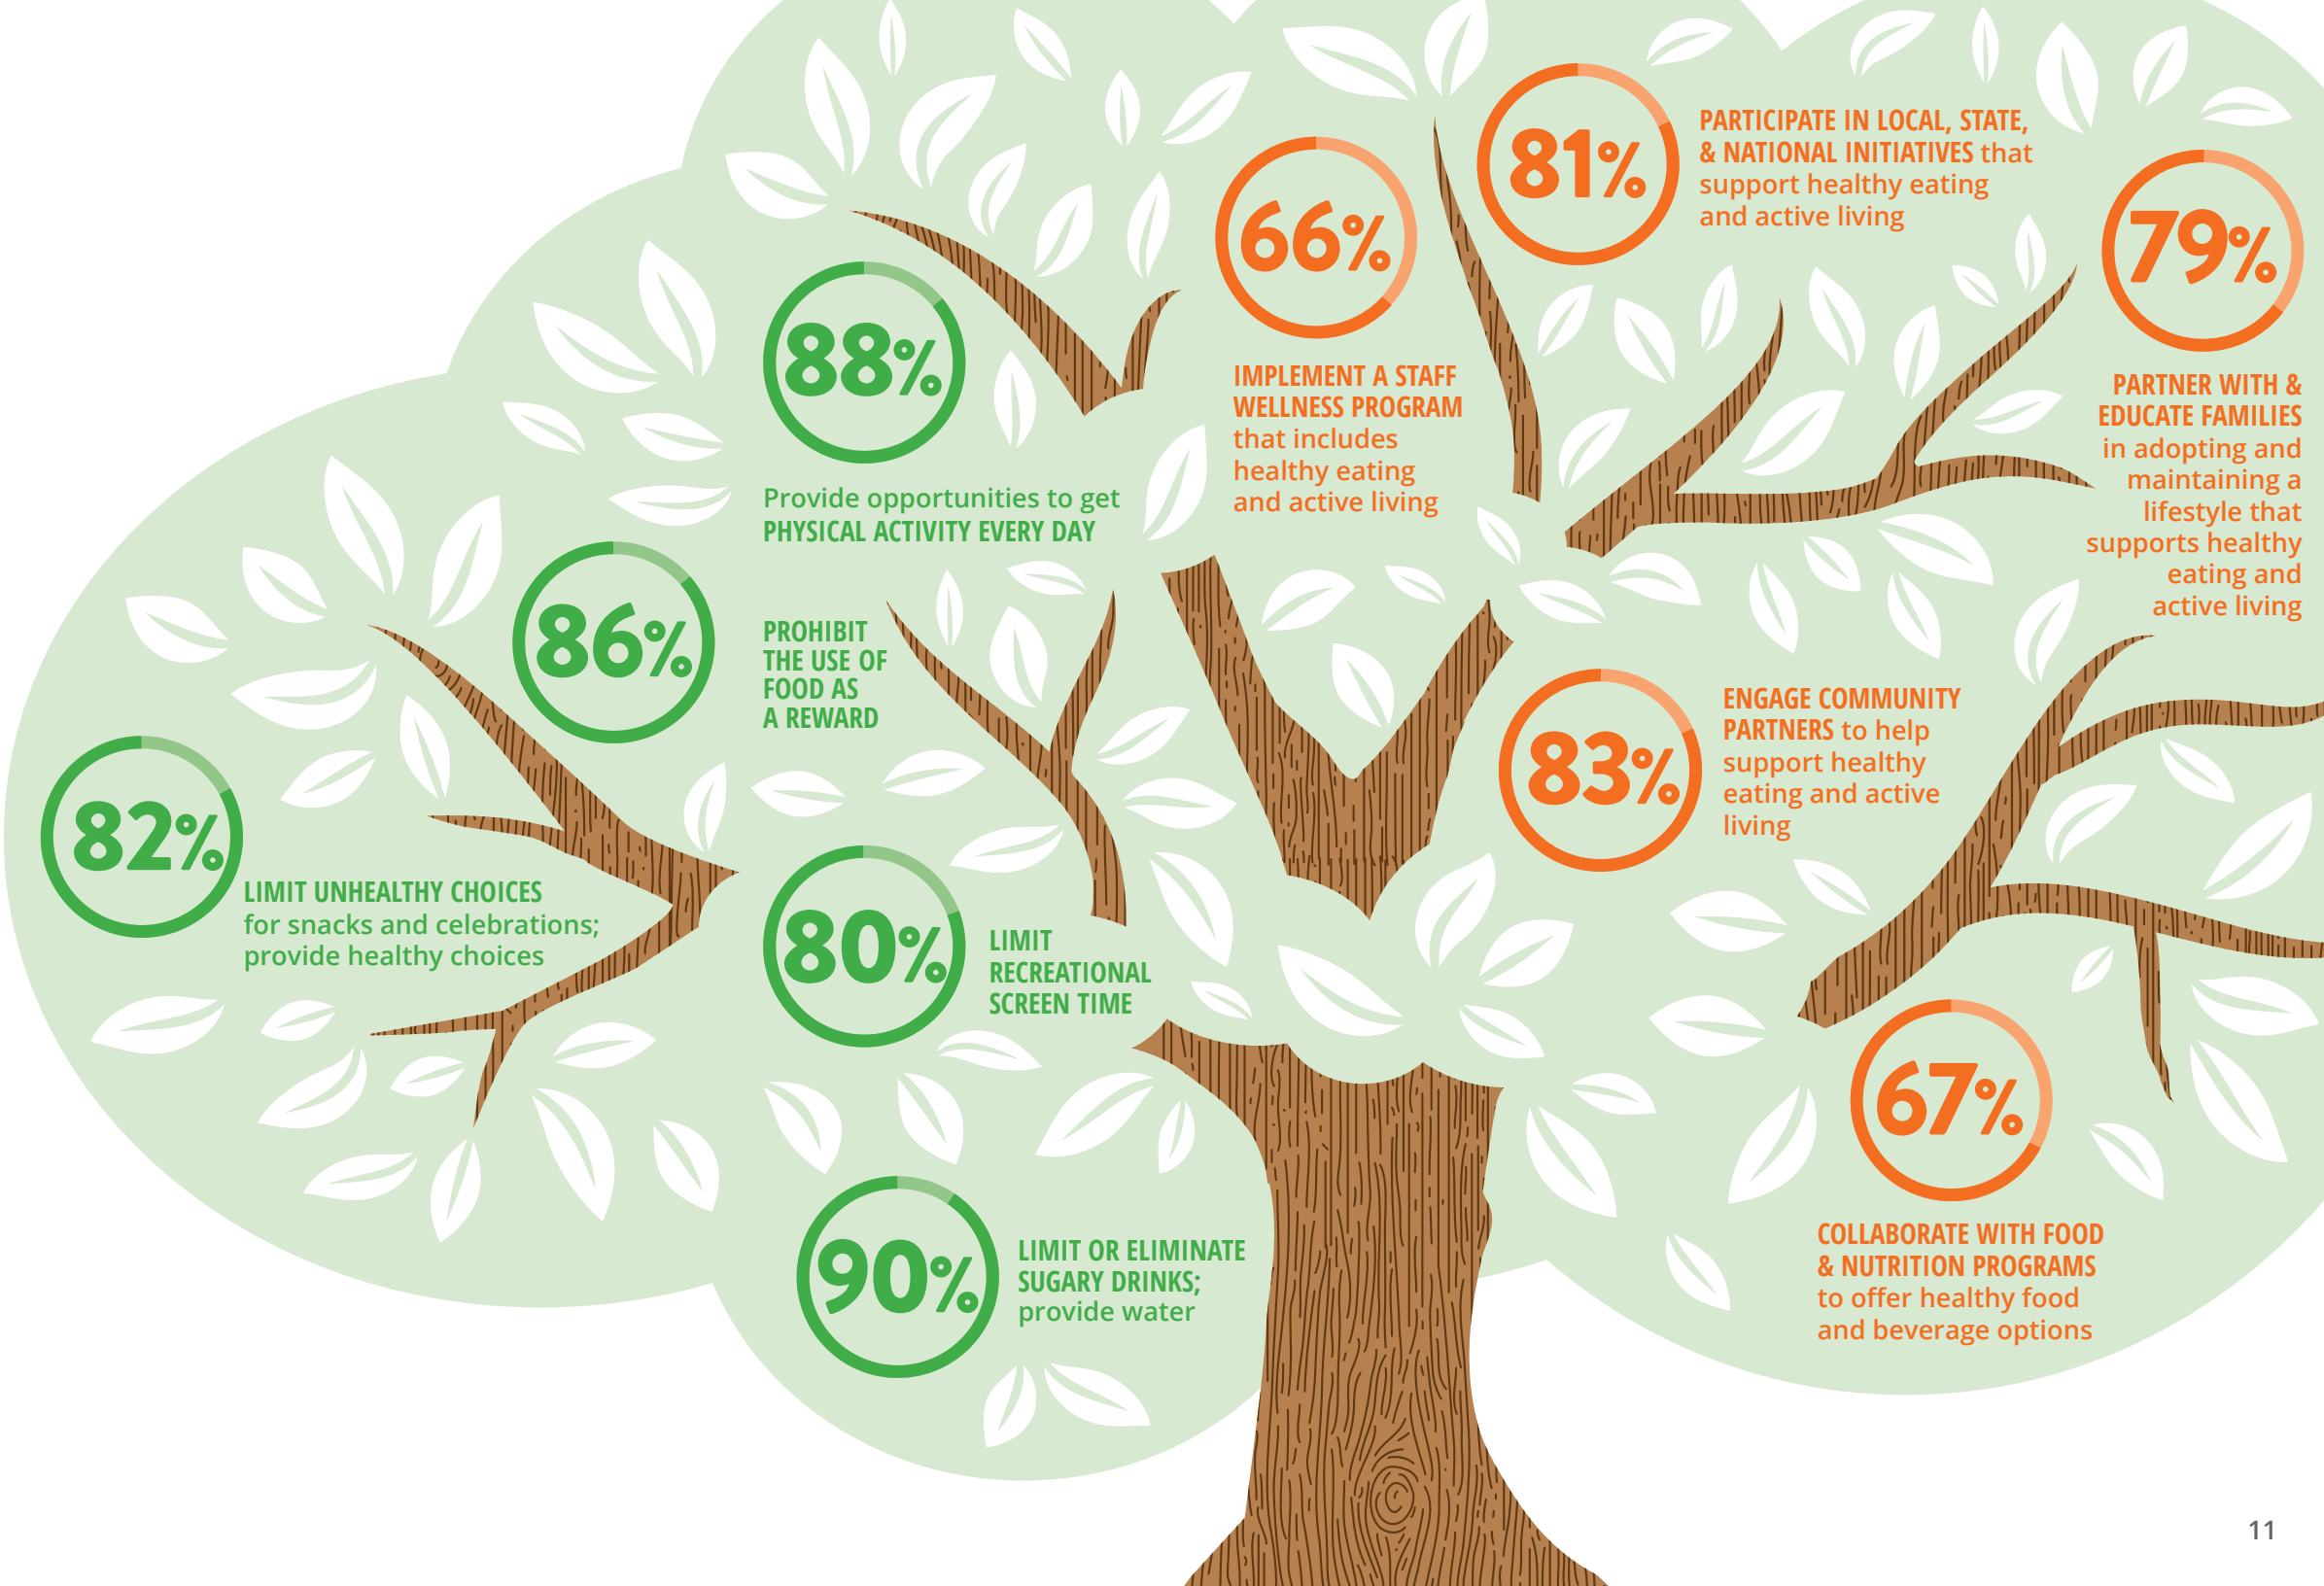 88%
Provide opportunities to get
PHYSICAL ACTIVITY EVERY DAY
86%
PROHIBIT
THE USE OF
FOOD AS
A REWARD
82%
LIMIT UNHEALTHY CHOICES
for snacks and celebrations;
provide healthy choices
80%
LIMIT
RECREATIONAL
SCREEN TIME
90%
LIMIT OR ELIMINATE
SUGARY DRINKS;
provide water
66%
IMPLEMENT A STAFF
WELLNESS PROGRAM
that includes
healthy eating
and active living
81%
PARTICIPATE IN LOCAL, STATE,
& NATIONAL INITIATIVES that
support healthy eating
and active living
79%
PARTNER WITH &
EDUCATE FAMILIES
in adopting and
maintaining a
lifestyle that
supports healthy
eating and
active living
83%
ENGAGE COMMUNITY
PARTNERS to help
support healthy
eating and active
living
67%
COLLABORATE WITH FOOD
& NUTRITION PROGRAMS
to offer healthy food
and beverage options
11